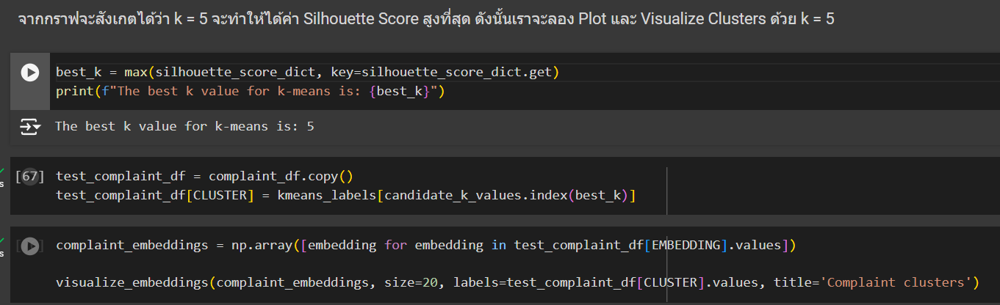 จากกราฟจะสังเกตได้ว่า k = 5 จะทำให้ได้ค่า Silhouette Score สูงที่สุด ดังนั้นเราจะลอง Plot และ Visualize Clusters ด้วย k = 5
best_k = max(silhouette_score_dict, key=silhouette_score_dict.get)
print(f"The best k value for k-means is: {best_k}")
The best k value for k-means is: 5
s
[67] test_complaint_df = complaint_df.copy()
test_complaint_df[CLUSTER] = kmeans_labels[candidate_k_values.index(best_k)]
s
[ ] complaint_embeddings = np.array([embedding for embedding in test_complaint_df[EMBEDDING].values])
visualize_embeddings(complaint_embeddings, size=20, labels=test_complaint_df[CLUSTER].values, title='Complaint clusters')